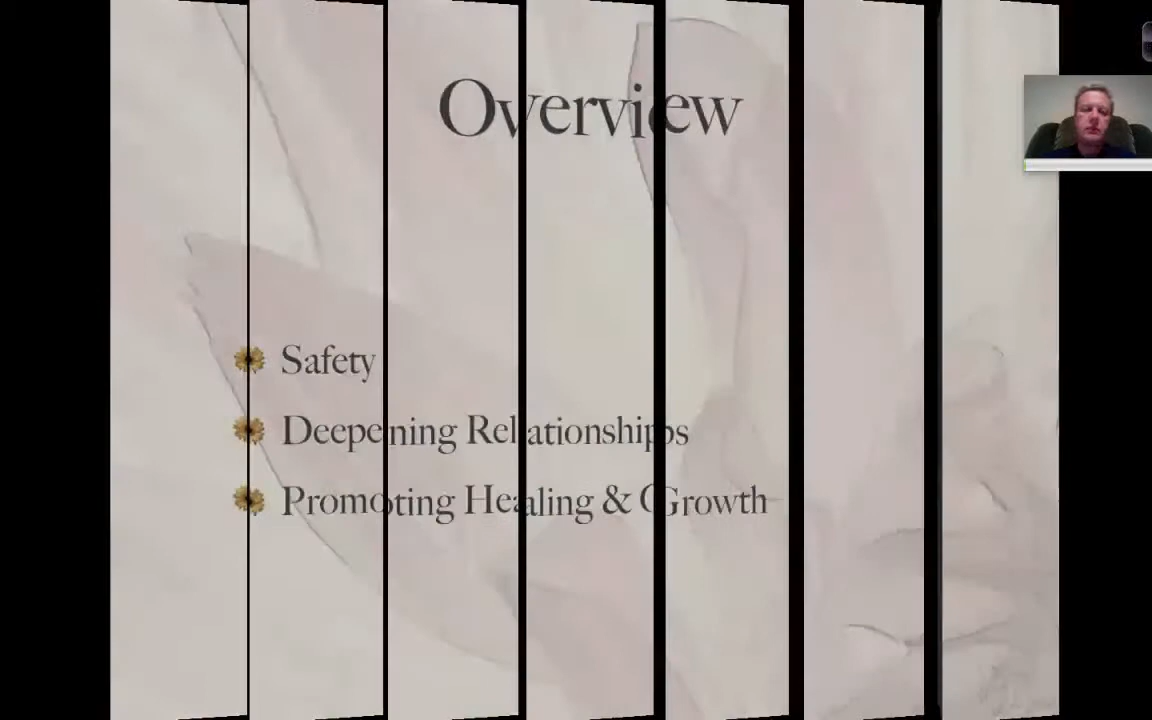 Overview
Safety
Deepening Relationships
Promoting Healing & Growth